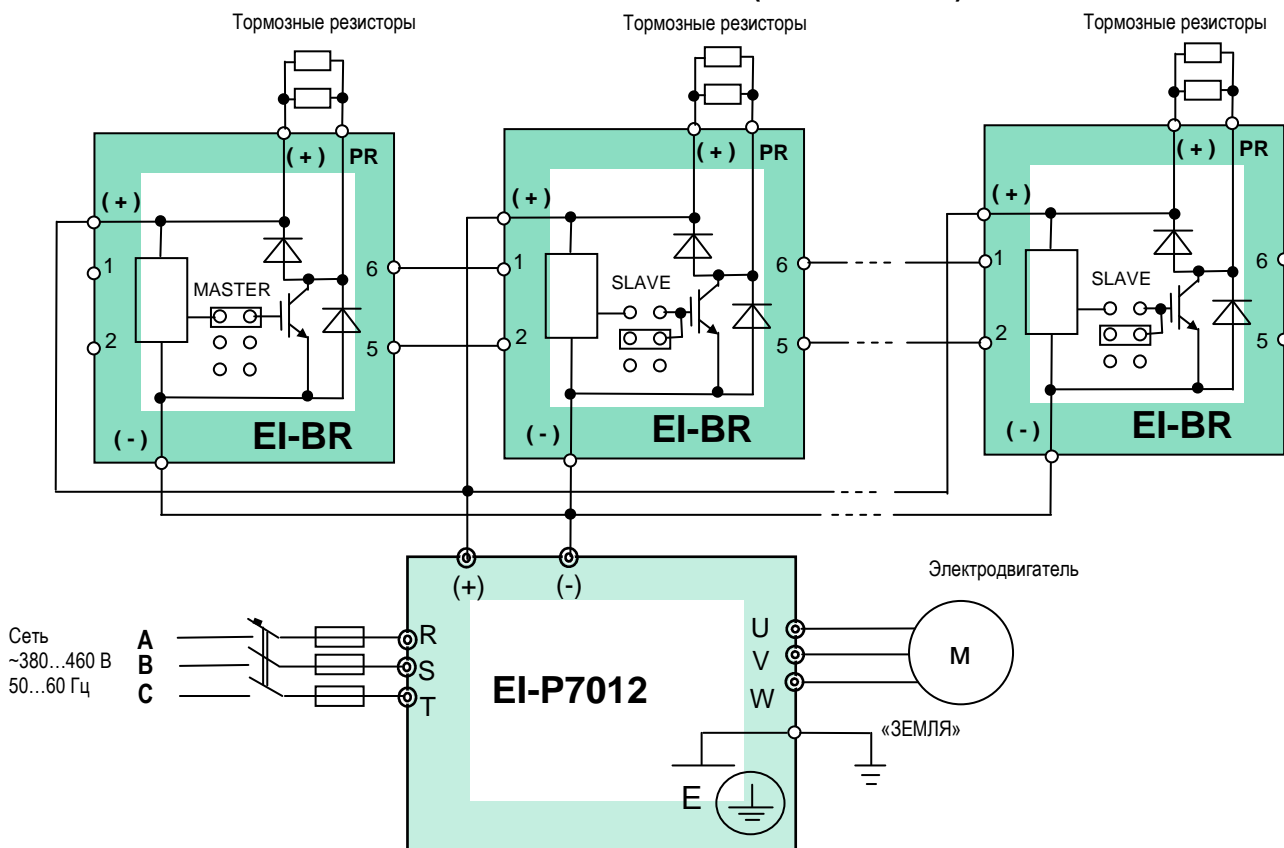 Тормозные резисторы
Тормозные резисторы
Тормозные резисторы
(+) PR
(+) PR
(+) PR
(+)
(+)
(+)
1
6
1
6
1
6
MASTER
SLAVE
SLAVE
2
5
2
5
2
5
(-)
EI-BR
(-)
EI-BR
(-)
EI-BR
(+)
(-)
Электродвигатель
Сеть
~380...460 В
50...60 Гц
A
B
C
R
S
T
EI-P7012
U
V
W
M
«ЗЕМЛЯ»
E